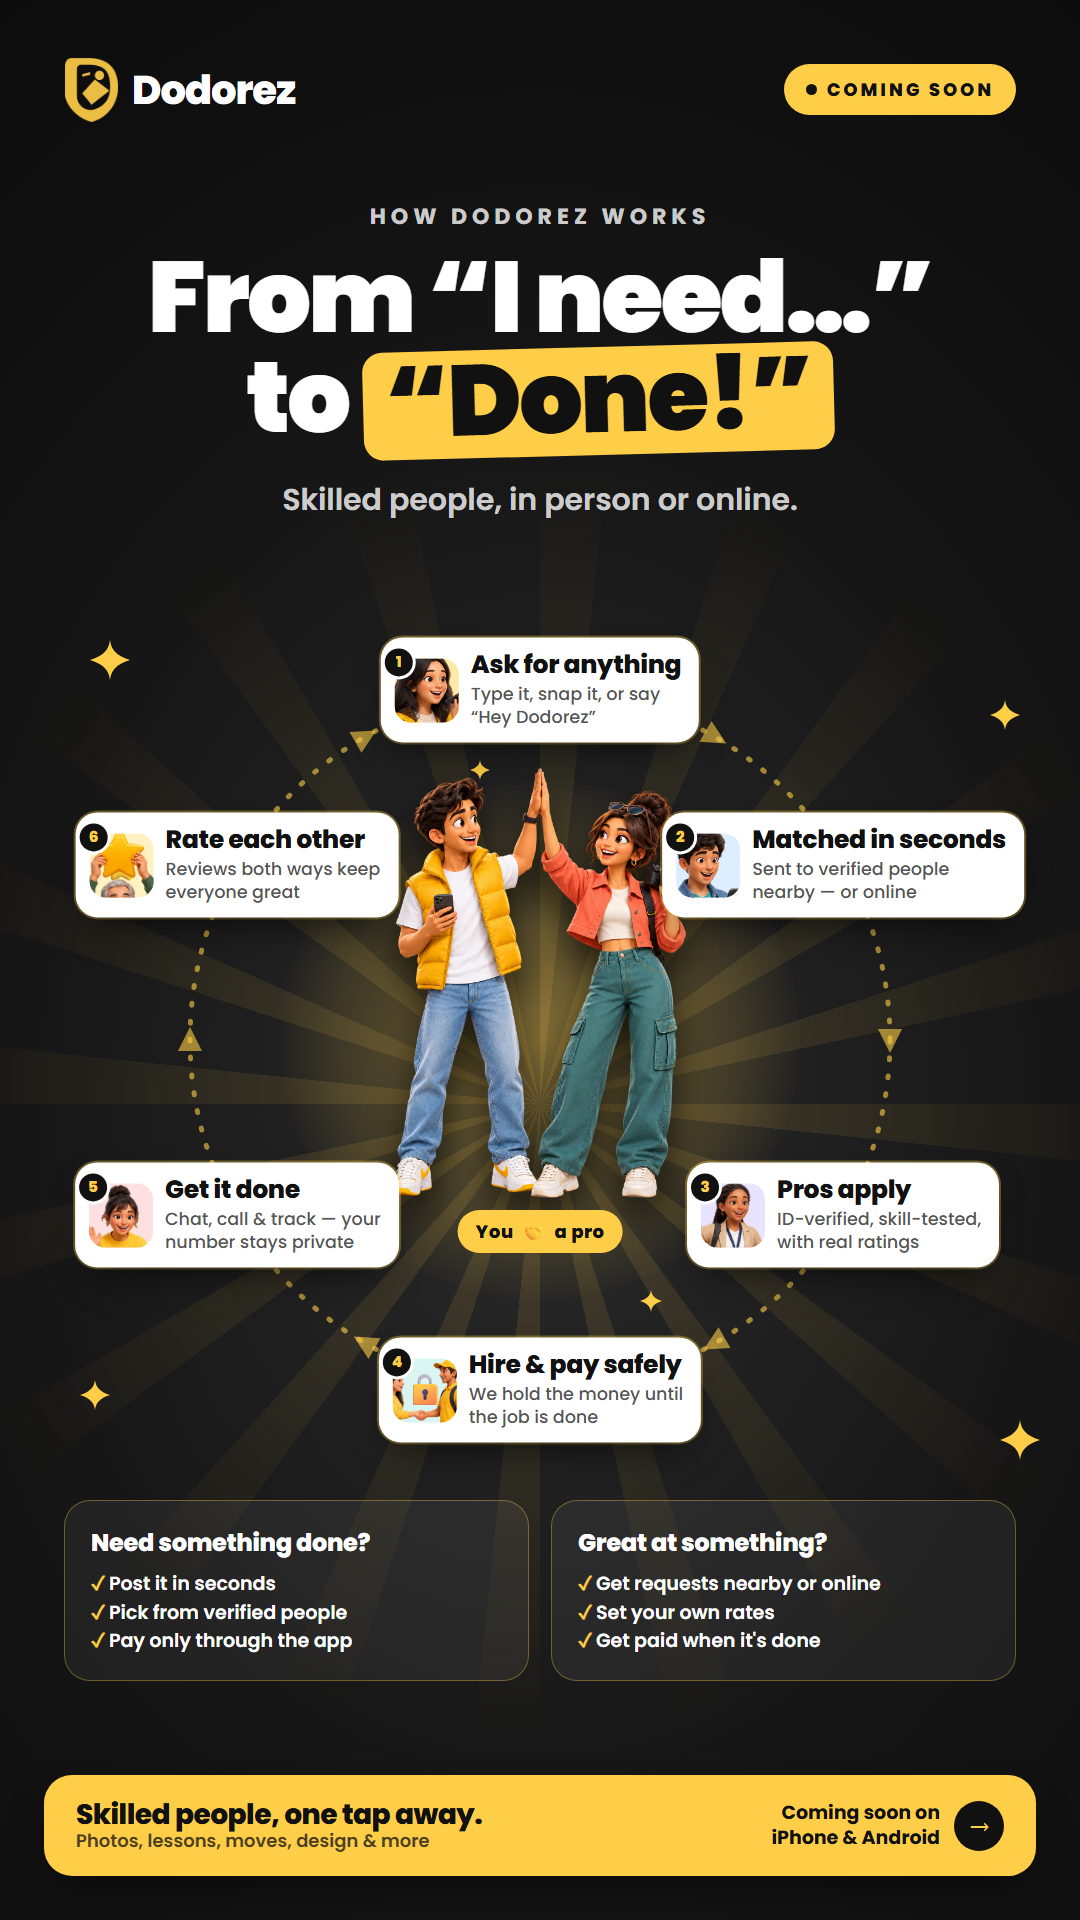 Dodorez
COMING SOON
HOW DODOREZ WORKS
From “I need...”
to “Done!”
Skilled people, in person or online.
1
Ask for anything
Type it, snap it, or say
“Hey Dodorez”
2
Matched in seconds
Sent to verified people
nearby — or online
3
Pros apply
ID-verified, skill-tested,
with real ratings
4
Hire & pay safely
We hold the money until
the job is done
5
Get it done
Chat, call & track — your
number stays private
6
Rate each other
Reviews both ways keep
everyone great
You 🤝 a pro
Need something done?
✓ Post it in seconds
✓ Pick from verified people
✓ Pay only through the app
Great at something?
✓ Get requests nearby or online
✓ Set your own rates
✓ Get paid when it's done
Skilled people, one tap away.
Photos, lessons, moves, design & more
Coming soon on
iPhone & Android
→